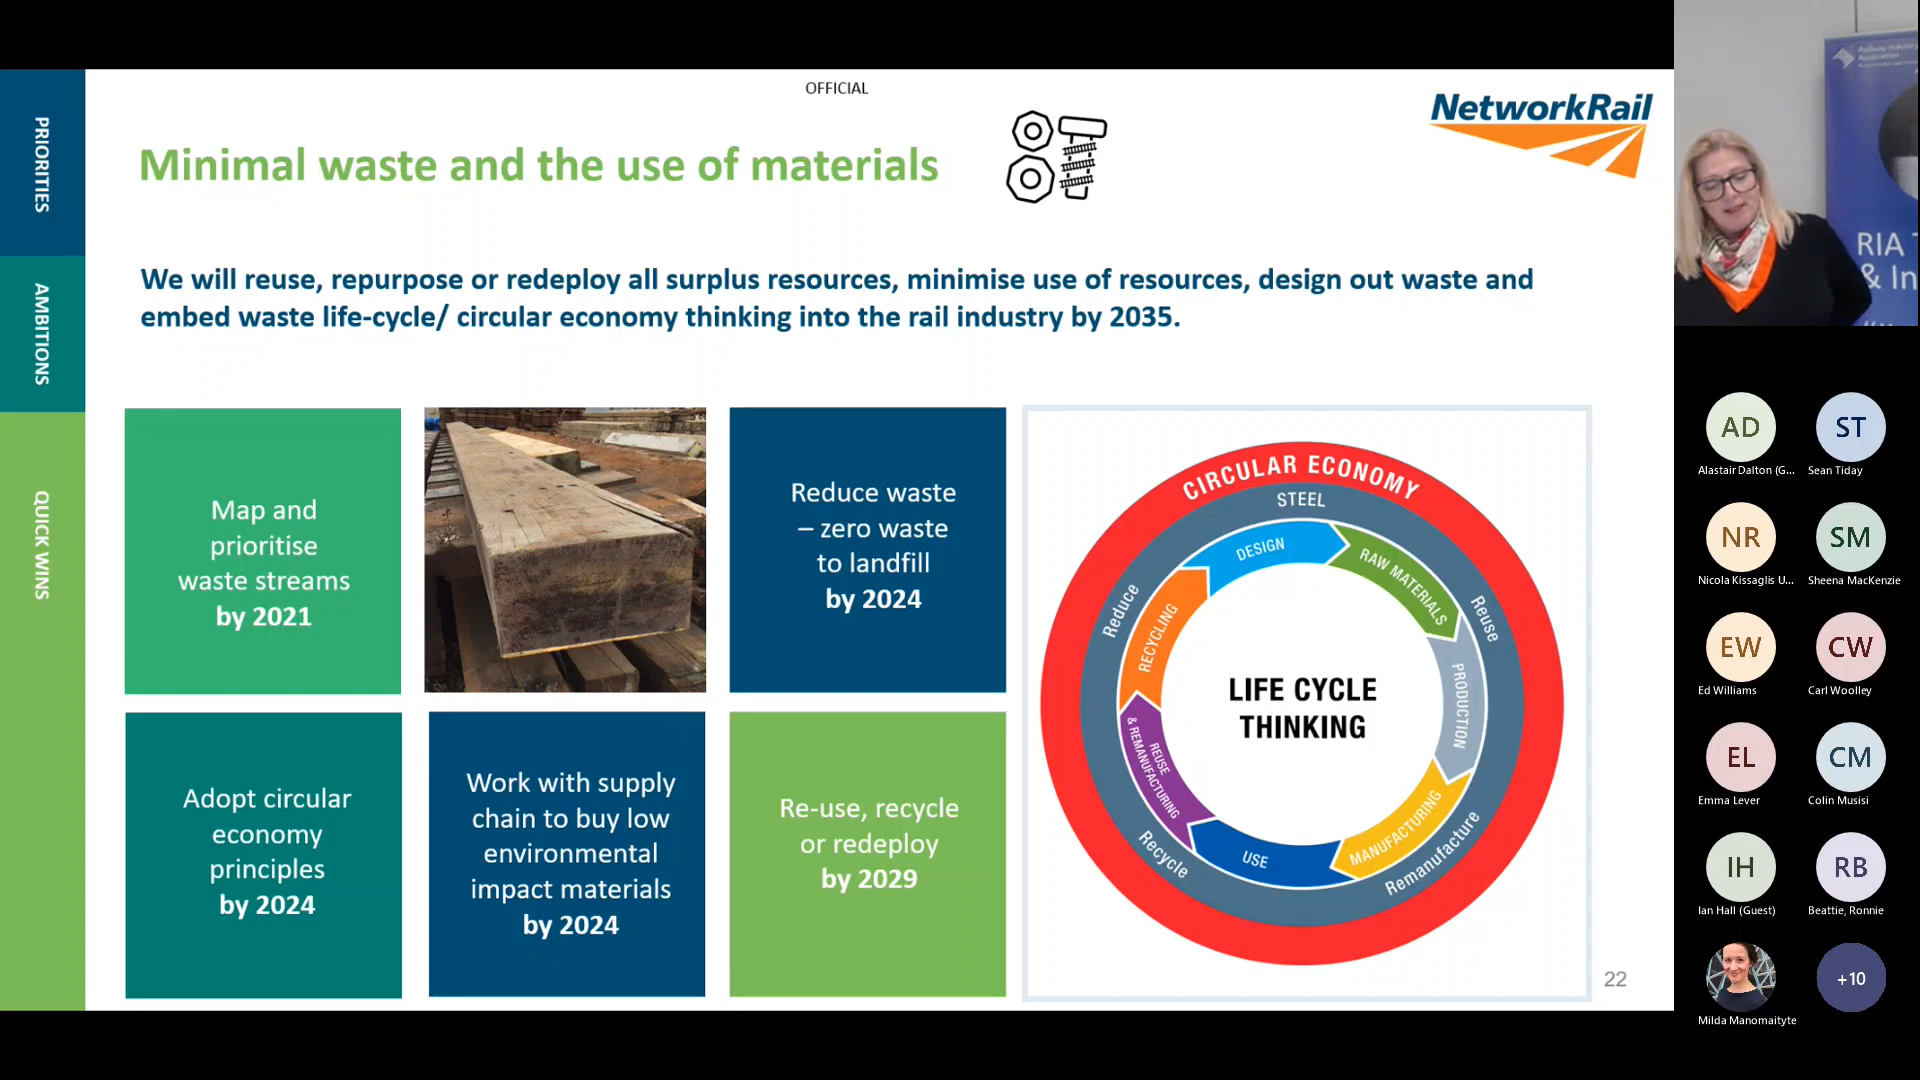 OFFICIAL
NetworkRail
PRIORITIES
AMBITIONS
QUICK WINS
Minimal waste and the use of materials
We will reuse, repurpose or redeploy all surplus resources, minimise use of resources, design out waste and
embed waste life-cycle/ circular economy thinking into the rail industry by 2035.
Map and
prioritise
waste streams
by 2021
Reduce waste
– zero waste
to landfill
by 2024
Adopt circular
economy
principles
by 2024
Work with supply
chain to buy low
environmental
impact materials
by 2024
Re-use, recycle
or redeploy
by 2029
CIRCULAR ECONOMY
STEEL
Reduce
Reuse
Remanufacture
Recycle
DESIGN
RAW MATERIALS
PRODUCTION
MANUFACTURING
USE
REUSE
& REMANUFACTURING
RECYCLING
LIFE CYCLE
THINKING
22
Railway Industry
Association
RIA
& In
AD
Alastair Dalton (G...
ST
Sean Tiday
NR
Nicola Kissaglis U...
SM
Sheena MacKenzie
EW
Ed Williams
CW
Carl Woolley
EL
Emma Lever
CM
Colin Musisi
IH
Ian Hall (Guest)
RB
Beattie, Ronnie
Milda Manomaityte
+10